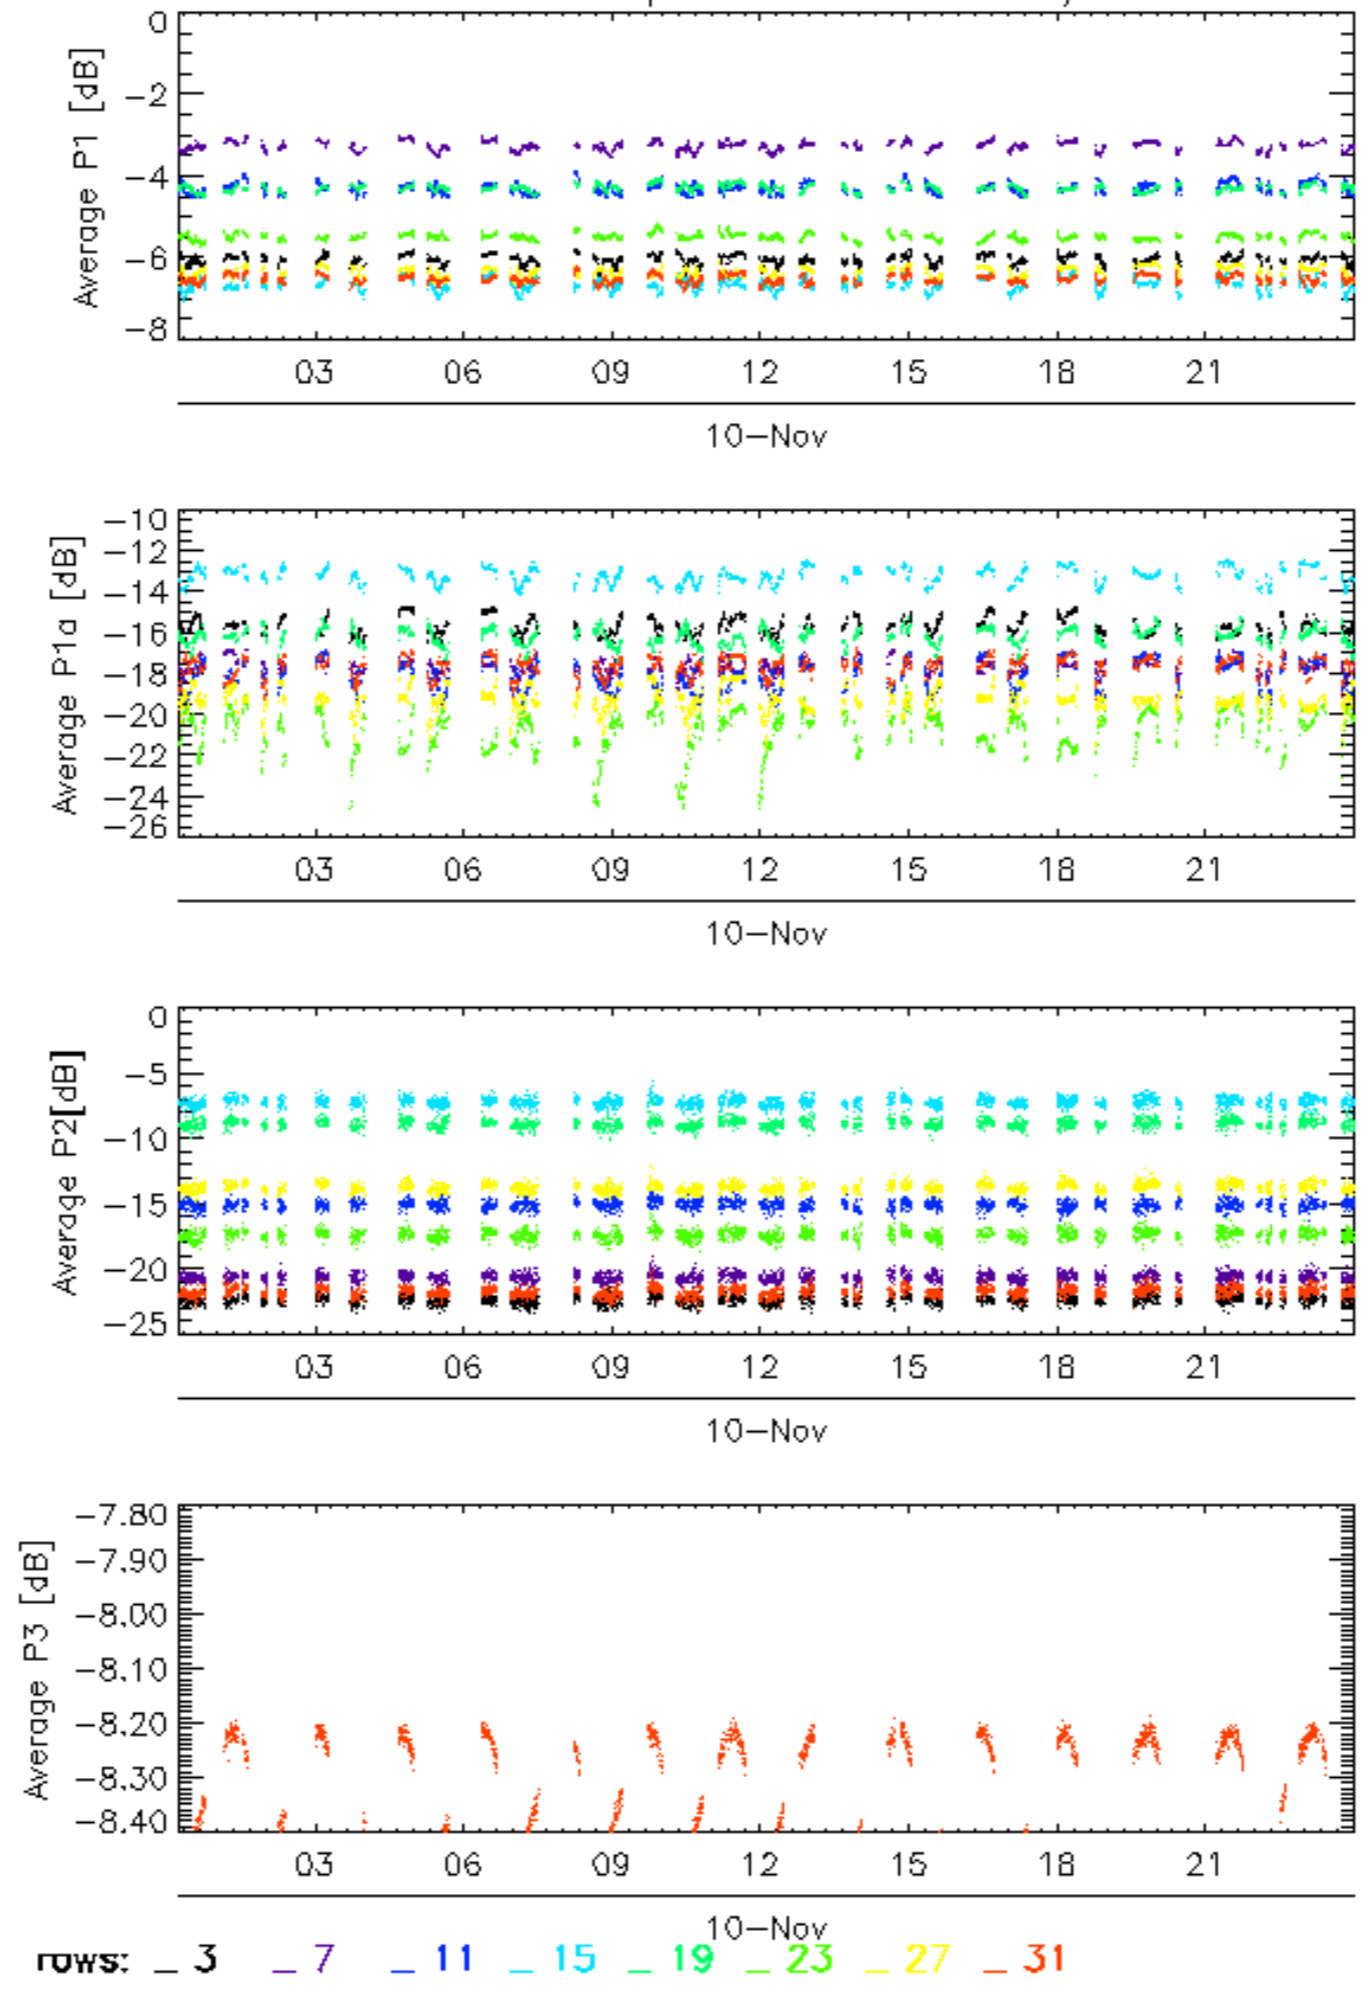 0
-2
-4
-6
-8
Average P1 [dB]
03 06 09 12 15 18 21
10-Nov
-10
-12
-14
-16
-18
-20
-22
-24
-26
Average P1a [dB]
03 06 09 12 15 18 21
10-Nov
0
-5
-10
-15
-20
-25
Average P2[dB]
03 06 09 12 15 18 21
10-Nov
-7.80
-7.90
-8.00
-8.10
-8.20
-8.30
-8.40
Average P3 [dB]
03 06 09 12 15 18 21
10-Nov
rows: _ 3 _ 7 _ 11 _ 15 _ 19 _ 23 _ 27 _ 31